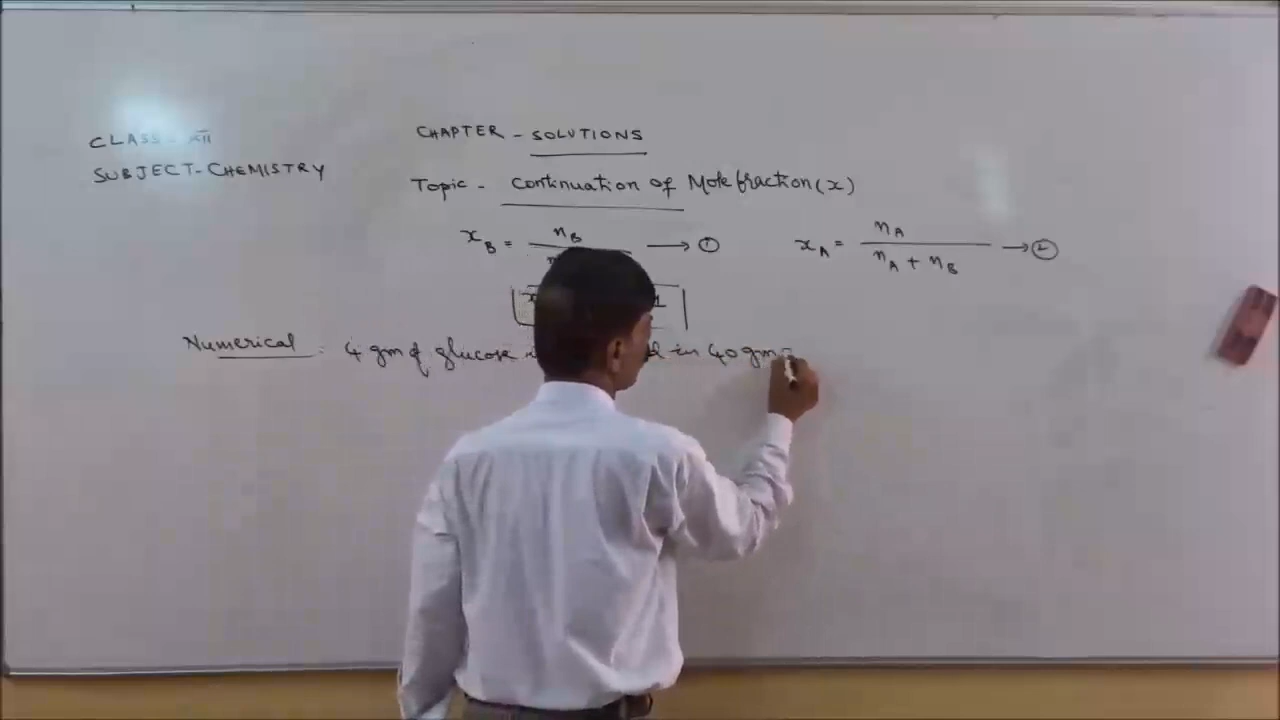 CLASS - XII
SUBJECT-CHEMISTRY
CHAPTER - SOLUTIONS
Topic - Continuation of Mole fraction (x)
x_B = n_B → ①
x_A = n_A / n_A + n_B → ②
Numerical : 4 gm of glucose in 40 gm